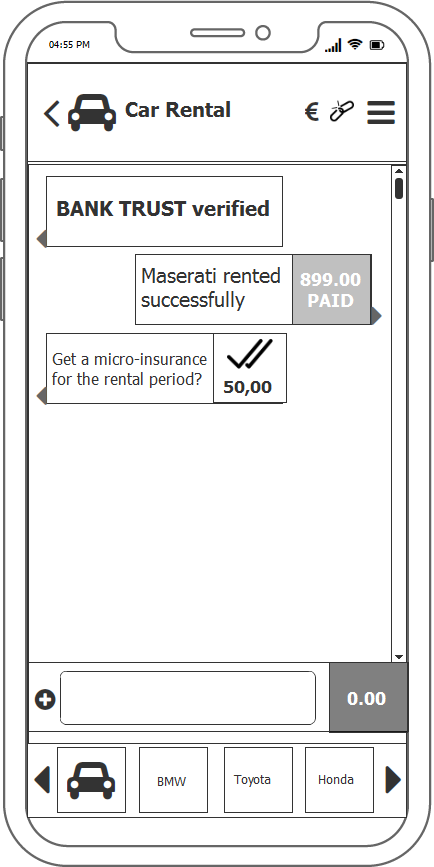 04:55 PM
Car Rental €
BANK TRUST verified
Maserati rented
successfully
899.00
PAID
Get a micro-insurance
for the rental period?
50,00
0.00
BMW
Toyota
Honda